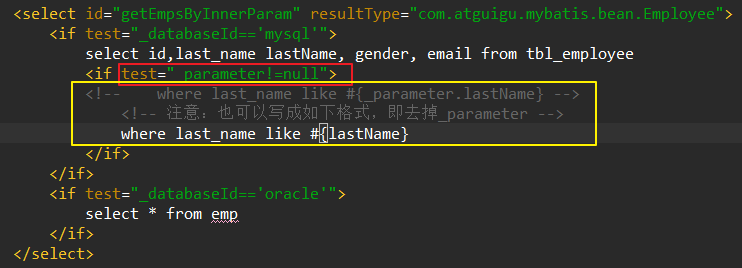 <select id="getEmpsByInnerParam" resultType="com.atguigu.mybatis.bean.Employee">
<if test="_databaseId=='mysql'">
select id,last_name lastName, gender, email from tbl_employee
<if test="_parameter!=null">
<!--   where last_name like #{_parameter.lastName} -->
<!-- 注意：也可以写成如下格式，即去掉_parameter -->
where last_name like #{lastName}
</if>
</if>
<if test="_databaseId=='oracle'">
select * from emp
</if>
</select>